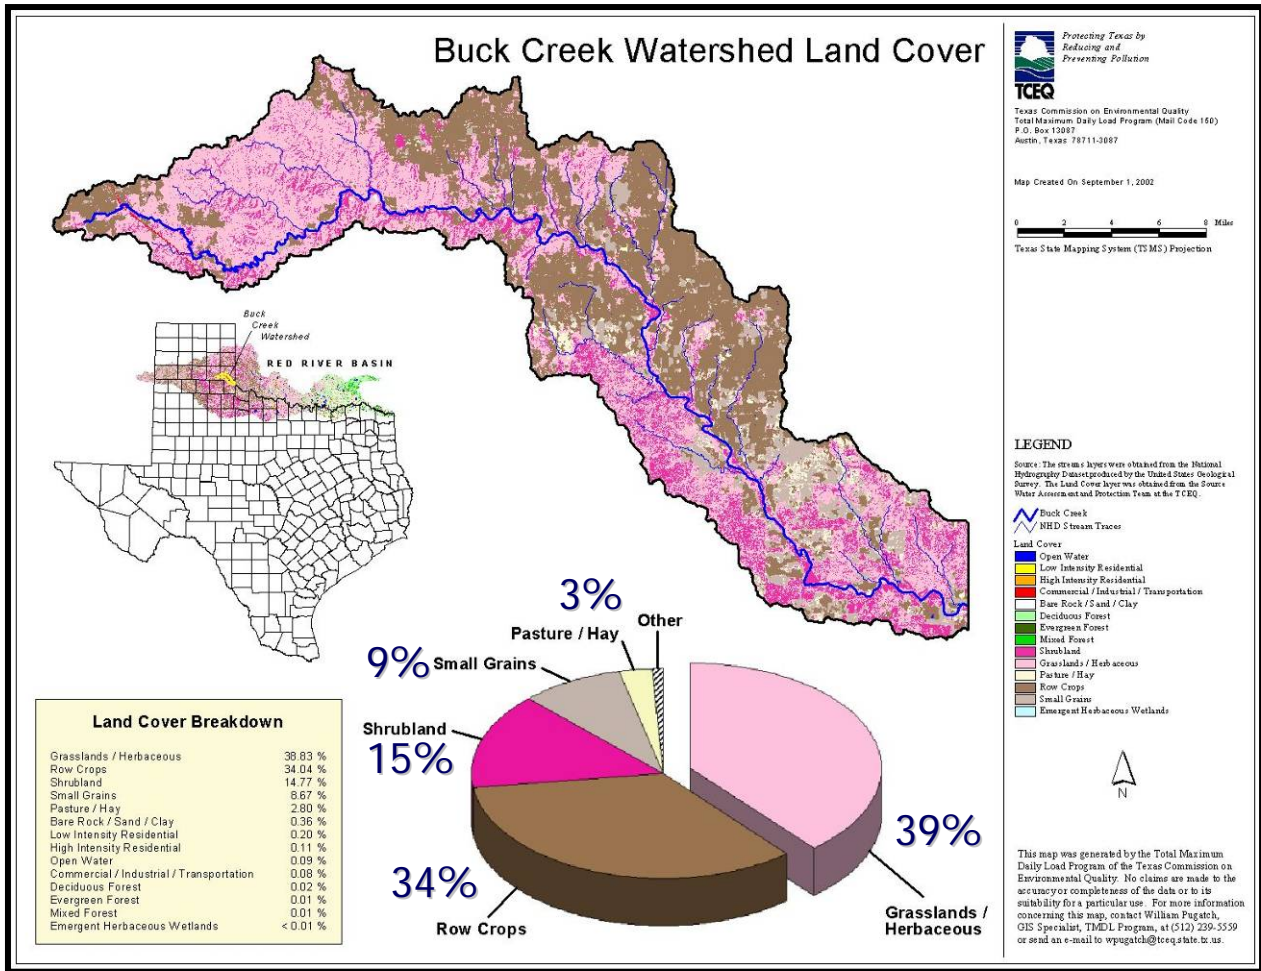 Buck Creek Watershed Land Cover
Protecting Texas by
Reducing and
Preventing Pollution
TCEQ
Texas Commission on Environmental Quality
Total Maximum Daily Load Program (Mail Code 150)
P.O. Box 13087
Austin, Texas 78711-3087
Map Created On September 1, 2002
0 2 4 6 8 Miles
Texas State Mapping System (TSMS) Projection
Buck
Creek
Watershed
RED RIVER BASIN
LEGEND
Source: The streams layers were obtained from the National
Hydrography Dataset produced by the United States Geological
Survey. The Land Cover layer was obtained from the Source
Water Assessment and Protection Team at the TCEQ.
Buck Creek
NHD Stream Traces
Land Cover
Open Water
Low Intensity Residential
High Intensity Residential
Commercial / Industrial / Transportation
Bare Rock / Sand / Clay
Deciduous Forest
Evergreen Forest
Mixed Forest
Shrubland
Grasslands / Herbaceous
Pasture / Hay
Row Crops
Small Grains
Emergent Herbaceous Wetlands
N
This map was generated by the Total Maximum
Daily Load Program of the Texas Commission on
Environmental Quality. No claims are made to the
accuracy or completeness of the data or to its
suitability for a particular use. For more information
concerning this map, contact William Pugatch,
GIS Specialist, TMDL Program, at (512) 239-5559
or send an e-mail to wpugatch@tceq.state.tx.us.
3%
Other
Pasture / Hay
9% Small Grains
Shrubland
15%
39%
34%
Grasslands /
Herbaceous
Row Crops
Land Cover Breakdown
Grasslands / Herbaceous 38.83 %
Row Crops 34.04 %
Shrubland 14.77 %
Small Grains 8.67 %
Pasture / Hay 2.80 %
Bare Rock / Sand / Clay 0.36 %
Low Intensity Residential 0.20 %
High Intensity Residential 0.11 %
Open Water 0.09 %
Commercial / Industrial / Transportation 0.08 %
Deciduous Forest 0.02 %
Evergreen Forest 0.01 %
Mixed Forest 0.01 %
Emergent Herbaceous Wetlands < 0.01 %